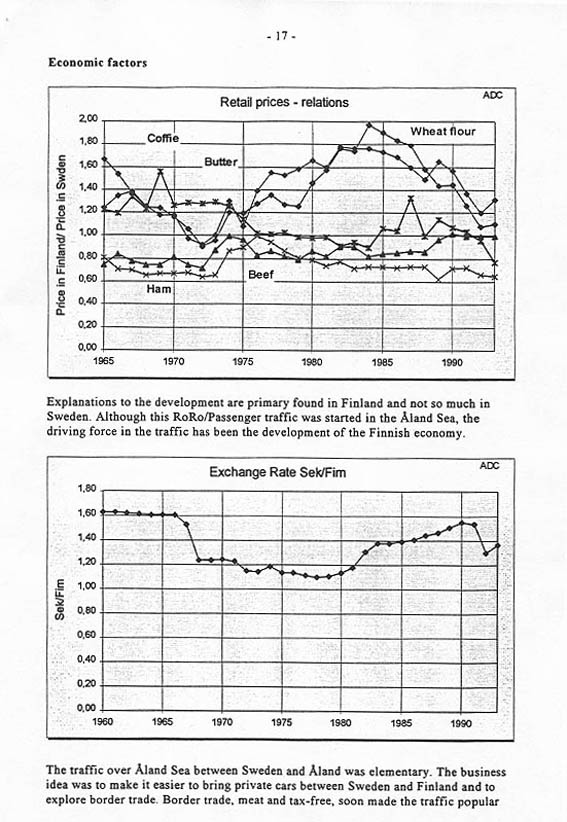 - 17 -
Economic factors
ADC
Retail prices - relations
2,00
1,80
1,60
1,40
1,20
1,00
0,80
0,60
0,40
0,20
0,00
Price in Finland/ Price in Swden
Coffie
Butter
Wheat flour
Ham
Beef
1965 1970 1975 1980 1985 1990
Explanations to the development are primary found in Finland and not so much in
Sweden. Although this RoRo/Passenger traffic was started in the Åland Sea, the
driving force in the traffic has been the development of the Finnish economy.
ADC
Exchange Rate Sek/Fim
1,80
1,60
1,40
1,20
1,00
0,80
0,60
0,40
0,20
0,00
Sek/Fim
1960 1965 1970 1975 1980 1985 1990
The traffic over Åland Sea between Sweden and Åland was elementary. The business
idea was to make it easier to bring private cars between Sweden and Finland and to
explore border trade. Border trade, meat and tax-free, soon made the traffic popular